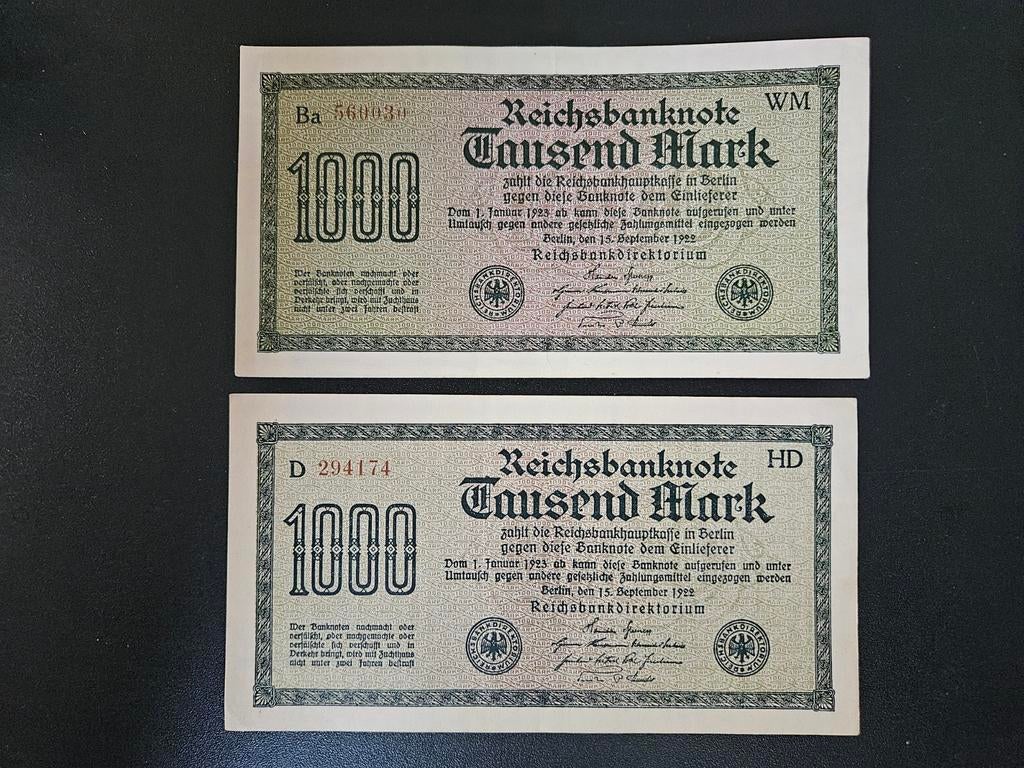 Ba 560030
WM
Reichsbanknote
Tausend Mark
1000
zahlt die Reichsbankhauptkasse in Berlin
gegen diese Banknote dem Einlieferer
Vom 1. Januar 1923 ab kann diese Banknote aufgerufen und unter
Umtausch gegen andere gesetzliche Zahlungsmittel eingezogen werden
Berlin, den 15. September 1922
Reichsbankdirektorium
Wer Banknoten nachmacht oder
verfälscht, oder nachgemachte oder
verfälschte sich verschafft und in
Verkehr bringt, wird mit Zuchthaus
nicht unter zwei Jahren bestraft
REICHSBANKDIREKTORIUM
REICHSBANKDIREKTORIUM
D 294174
HD
Reichsbanknote
Tausend Mark
1000
zahlt die Reichsbankhauptkasse in Berlin
gegen diese Banknote dem Einlieferer
Vom 1. Januar 1923 ab kann diese Banknote aufgerufen und unter
Umtausch gegen andere gesetzliche Zahlungsmittel eingezogen werden
Berlin, den 15. September 1922
Reichsbankdirektorium
Wer Banknoten nachmacht oder
verfälscht, oder nachgemachte oder
verfälschte sich verschafft und in
Verkehr bringt, wird mit Zuchthaus
nicht unter zwei Jahren bestraft
REICHSBANKDIREKTORIUM
REICHSBANKDIREKTORIUM